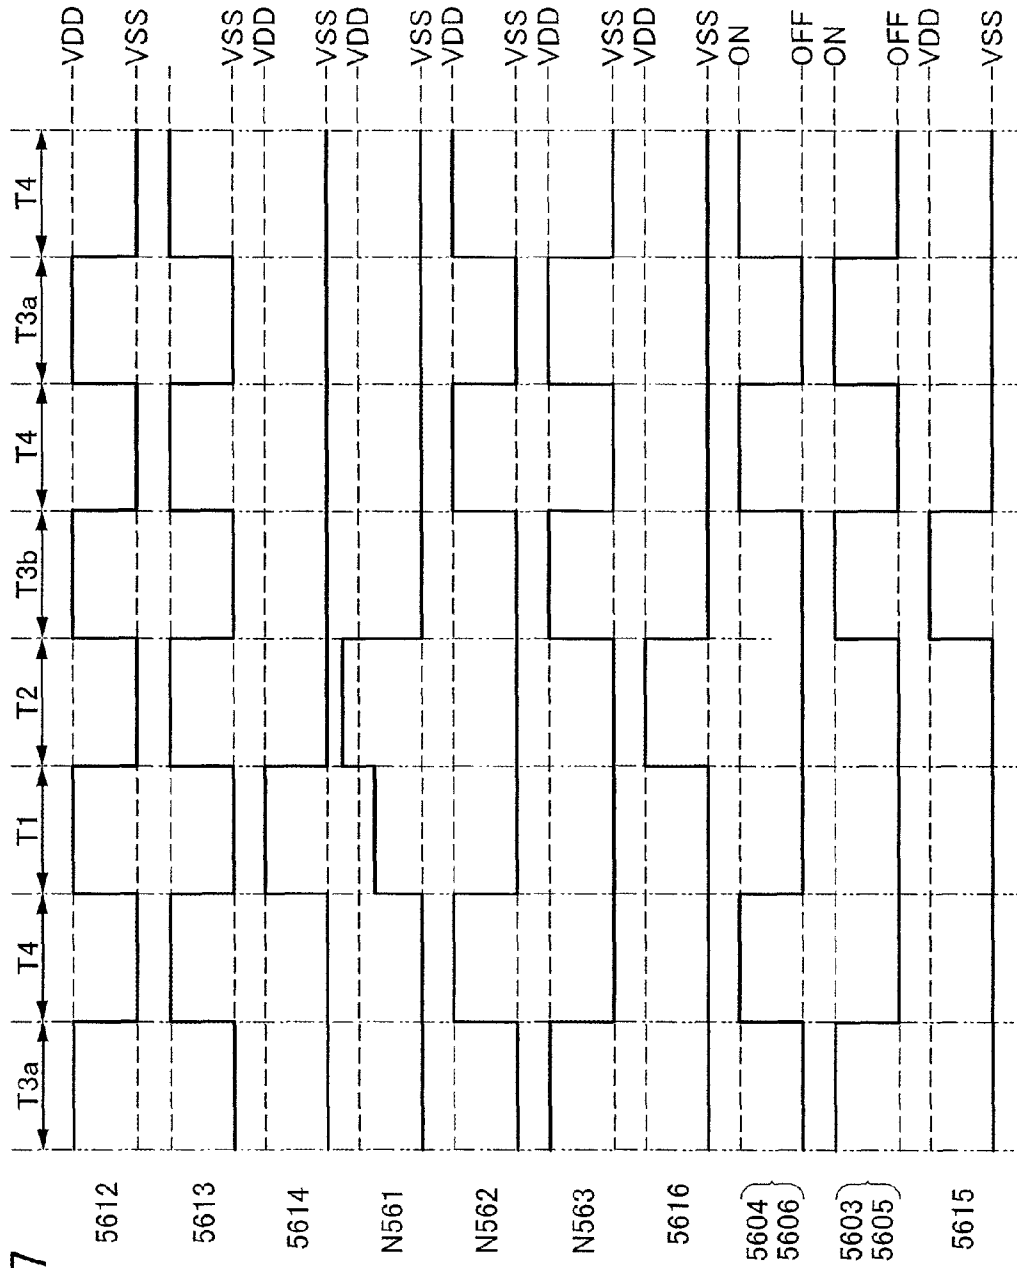 7
T3a T4 T1 T2 T3b T4 T3a T4
VDD
5612
VSS
5613
VSS
VDD
5614
VSS
VDD
N561
VSS
VDD
N562
VSS
VDD
N563
VSS
VDD
5616
VSS
ON
5604
5606
OFF
ON
5603
5605
OFF
VDD
5615
VSS